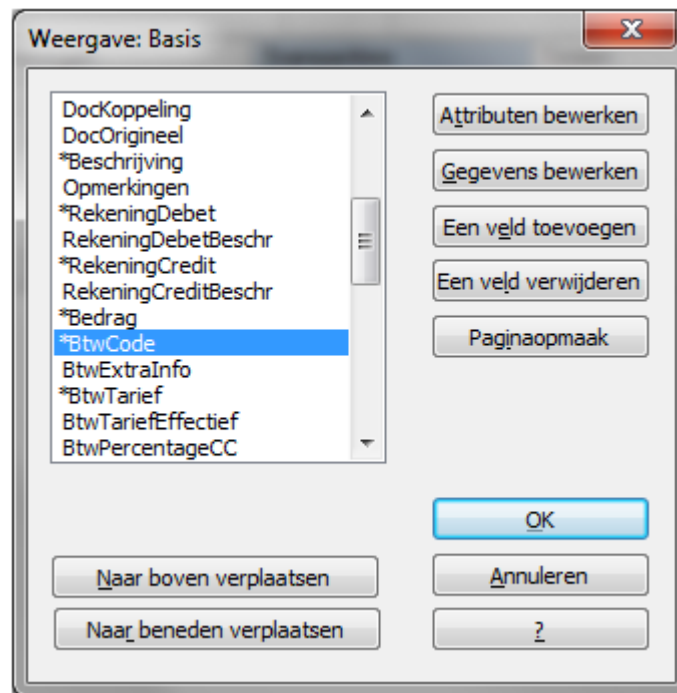 Weergave: Basis
DocKoppeling
DocOrigineel
*Beschrijving
Opmerkingen
*RekeningDebet
RekeningDebetBeschr
*RekeningCredit
RekeningCreditBeschr
*Bedrag
*BtwCode
BtwExtraInfo
*BtwTarief
BtwTariefEffectief
BtwPercentageCC
Naar boven verplaatsen
Naar beneden verplaatsen
Attributen bewerken
Gegevens bewerken
Een veld toevoegen
Een veld verwijderen
Paginaopmaak
OK
Annuleren
?